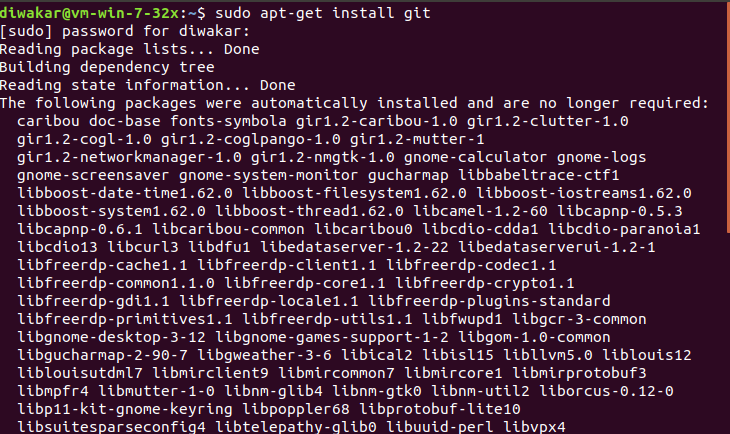 diwakar@vm-win-7-32x:~$ sudo apt-get install git
[sudo] password for diwakar:
Reading package lists... Done
Building dependency tree
Reading state information... Done
The following packages were automatically installed and are no longer required:
caribou doc-base fonts-symbola gir1.2-caribou-1.0 gir1.2-clutter-1.0
gir1.2-cogl-1.0 gir1.2-coglpango-1.0 gir1.2-mutter-1
gir1.2-networkmanager-1.0 gir1.2-nmgtk-1.0 gnome-calculator gnome-logs
gnome-screensaver gnome-system-monitor gucharmap libbabeltrace-ctf1
libboost-date-time1.62.0 libboost-filesystem1.62.0 libboost-iostreams1.62.0
libboost-system1.62.0 libboost-thread1.62.0 libcamel-1.2-60 libcapnp-0.5.3
libcapnp-0.6.1 libcaribou-common libcaribou0 libcdio-cdda1 libcdio-paranoia1
libcdio13 libcurl3 libdfu1 libedataserver-1.2-22 libedataserverui-1.2-1
libfreerdp-cache1.1 libfreerdp-client1.1 libfreerdp-codec1.1
libfreerdp-common1.1.0 libfreerdp-core1.1 libfreerdp-crypto1.1
libfreerdp-gdi1.1 libfreerdp-locale1.1 libfreerdp-plugins-standard
libfreerdp-primitives1.1 libfreerdp-utils1.1 libfwupd1 libgcr-3-common
libgnome-desktop-3-12 libgnome-games-support-1-2 libgom-1.0-common
libgucharmap-2-90-7 libgweather-3-6 libical2 libisl15 libllvm5.0 liblouis12
liblouisutdml7 libmirclient9 libmircommon7 libmircore1 libmirprotobuf3
libmpfr4 libmutter-1-0 libnm-glib4 libnm-gtk0 libnm-util2 liborcus-0.12-0
libp11-kit-gnome-keyring libpoppler68 libprotobuf-lite10
libsuitesparseconfig4 libtelepathy-glib0 libuuid-perl libvpx4